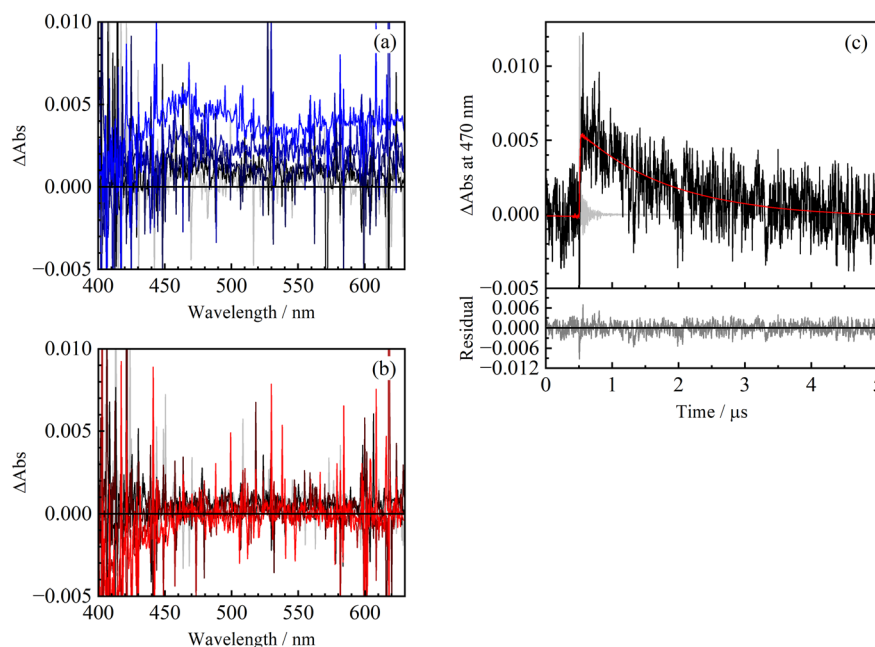 (a)
0.010
0.005
0.000
−0.005
ΔAbs
400 450 500 550 600
Wavelength / nm
(b)
0.010
0.005
0.000
−0.005
ΔAbs
400 450 500 550 600
Wavelength / nm
(c)
0.010
0.005
0.000
−0.005
ΔAbs at 470 nm
0.006
0.000
−0.006
−0.012
Residual
0 1 2 3 4 5
Time / μs